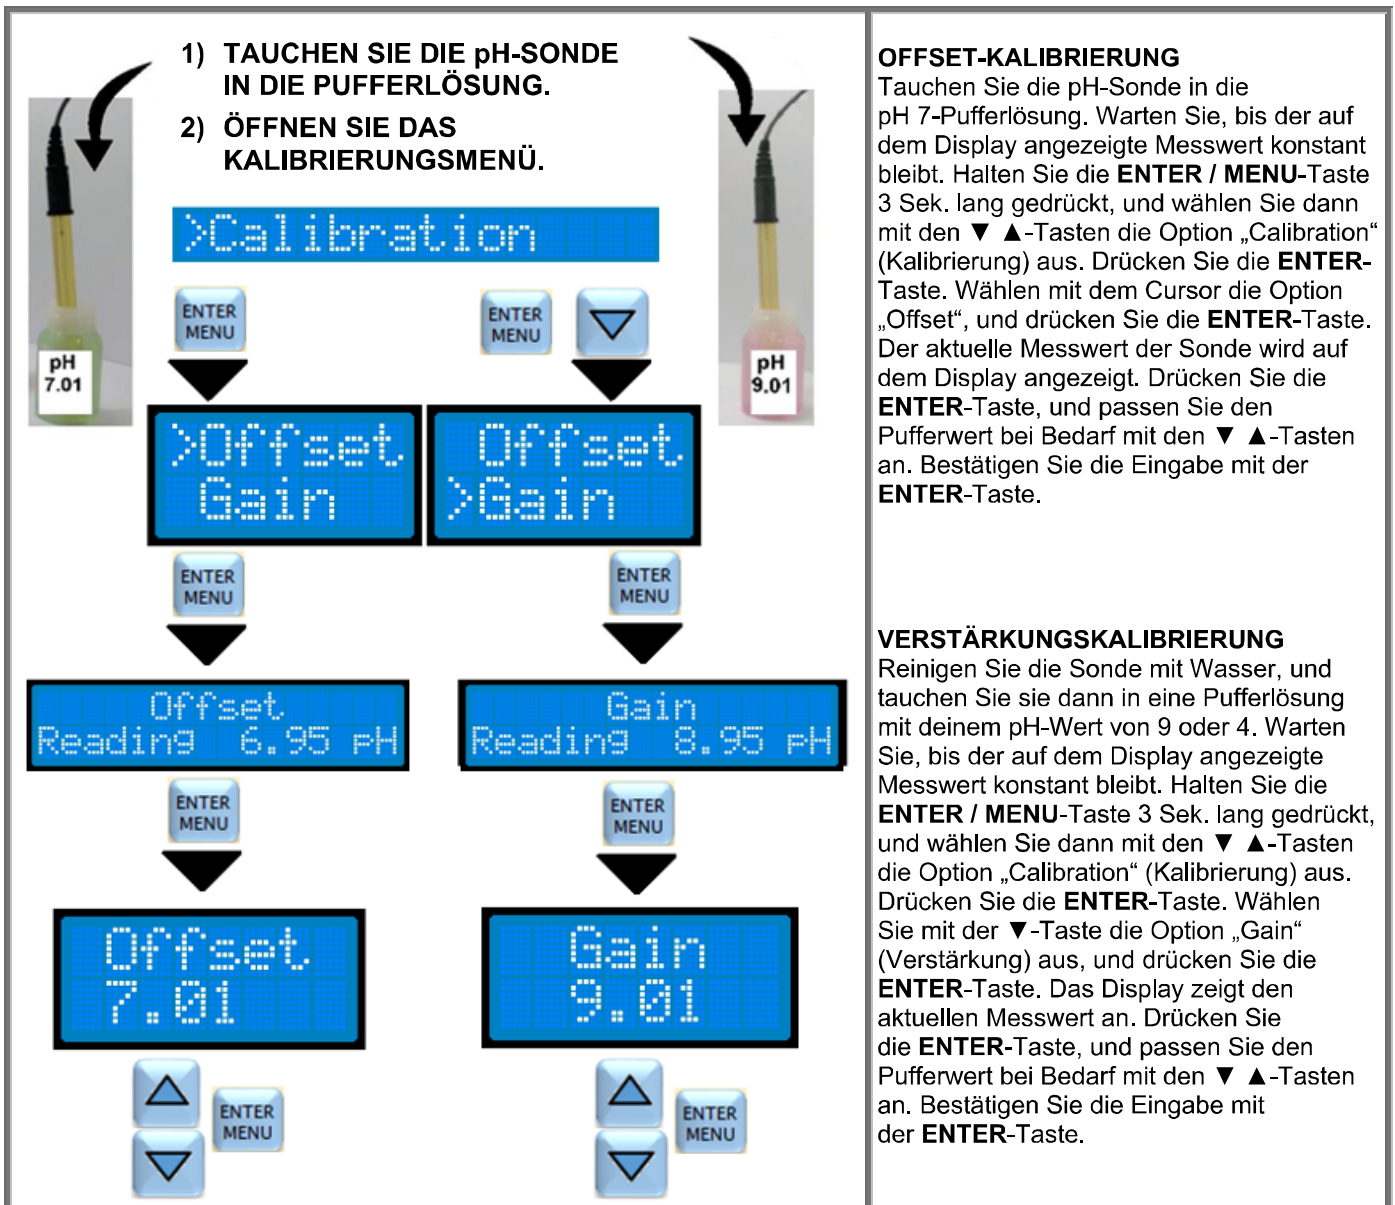 1) TAUCHEN SIE DIE pH-SONDE
IN DIE PUFFERLÖSUNG.
2) ÖFFNEN SIE DAS
KALIBRIERUNGSMENÜ.
>Calibration
ENTER
MENU
ENTER
MENU
pH
7.01
pH
9.01
>Offset
Gain
Offset
>Gain
ENTER
MENU
ENTER
MENU
Offset
Reading 6.95 pH
Gain
Reading 8.95 pH
ENTER
MENU
ENTER
MENU
Offset
7.01
Gain
9.01
ENTER
MENU
ENTER
MENU
OFFSET-KALIBRIERUNG
Tauchen Sie die pH-Sonde in die
pH 7-Pufferlösung. Warten Sie, bis der auf
dem Display angezeigte Messwert konstant
bleibt. Halten Sie die ENTER / MENU-Taste
3 Sek. lang gedrückt, und wählen Sie dann
mit den ▼ ▲-Tasten die Option „Calibration“
(Kalibrierung) aus. Drücken Sie die ENTER-
Taste. Wählen mit dem Cursor die Option
„Offset“, und drücken Sie die ENTER-Taste.
Der aktuelle Messwert der Sonde wird auf
dem Display angezeigt. Drücken Sie die
ENTER-Taste, und passen Sie den
Pufferwert bei Bedarf mit den ▼ ▲-Tasten
an. Bestätigen Sie die Eingabe mit der
ENTER-Taste.
VERSTÄRKUNGSKALIBRIERUNG
Reinigen Sie die Sonde mit Wasser, und
tauchen Sie sie dann in eine Pufferlösung
mit deinem pH-Wert von 9 oder 4. Warten
Sie, bis der auf dem Display angezeigte
Messwert konstant bleibt. Halten Sie die
ENTER / MENU-Taste 3 Sek. lang gedrückt,
und wählen Sie dann mit den ▼ ▲-Tasten
die Option „Calibration“ (Kalibrierung) aus.
Drücken Sie die ENTER-Taste. Wählen
Sie mit der ▼-Taste die Option „Gain“
(Verstärkung) aus, und drücken Sie die
ENTER-Taste. Das Display zeigt den
aktuellen Messwert an. Drücken Sie
die ENTER-Taste, und passen Sie den
Pufferwert bei Bedarf mit den ▼ ▲-Tasten
an. Bestätigen Sie die Eingabe mit
der ENTER-Taste.